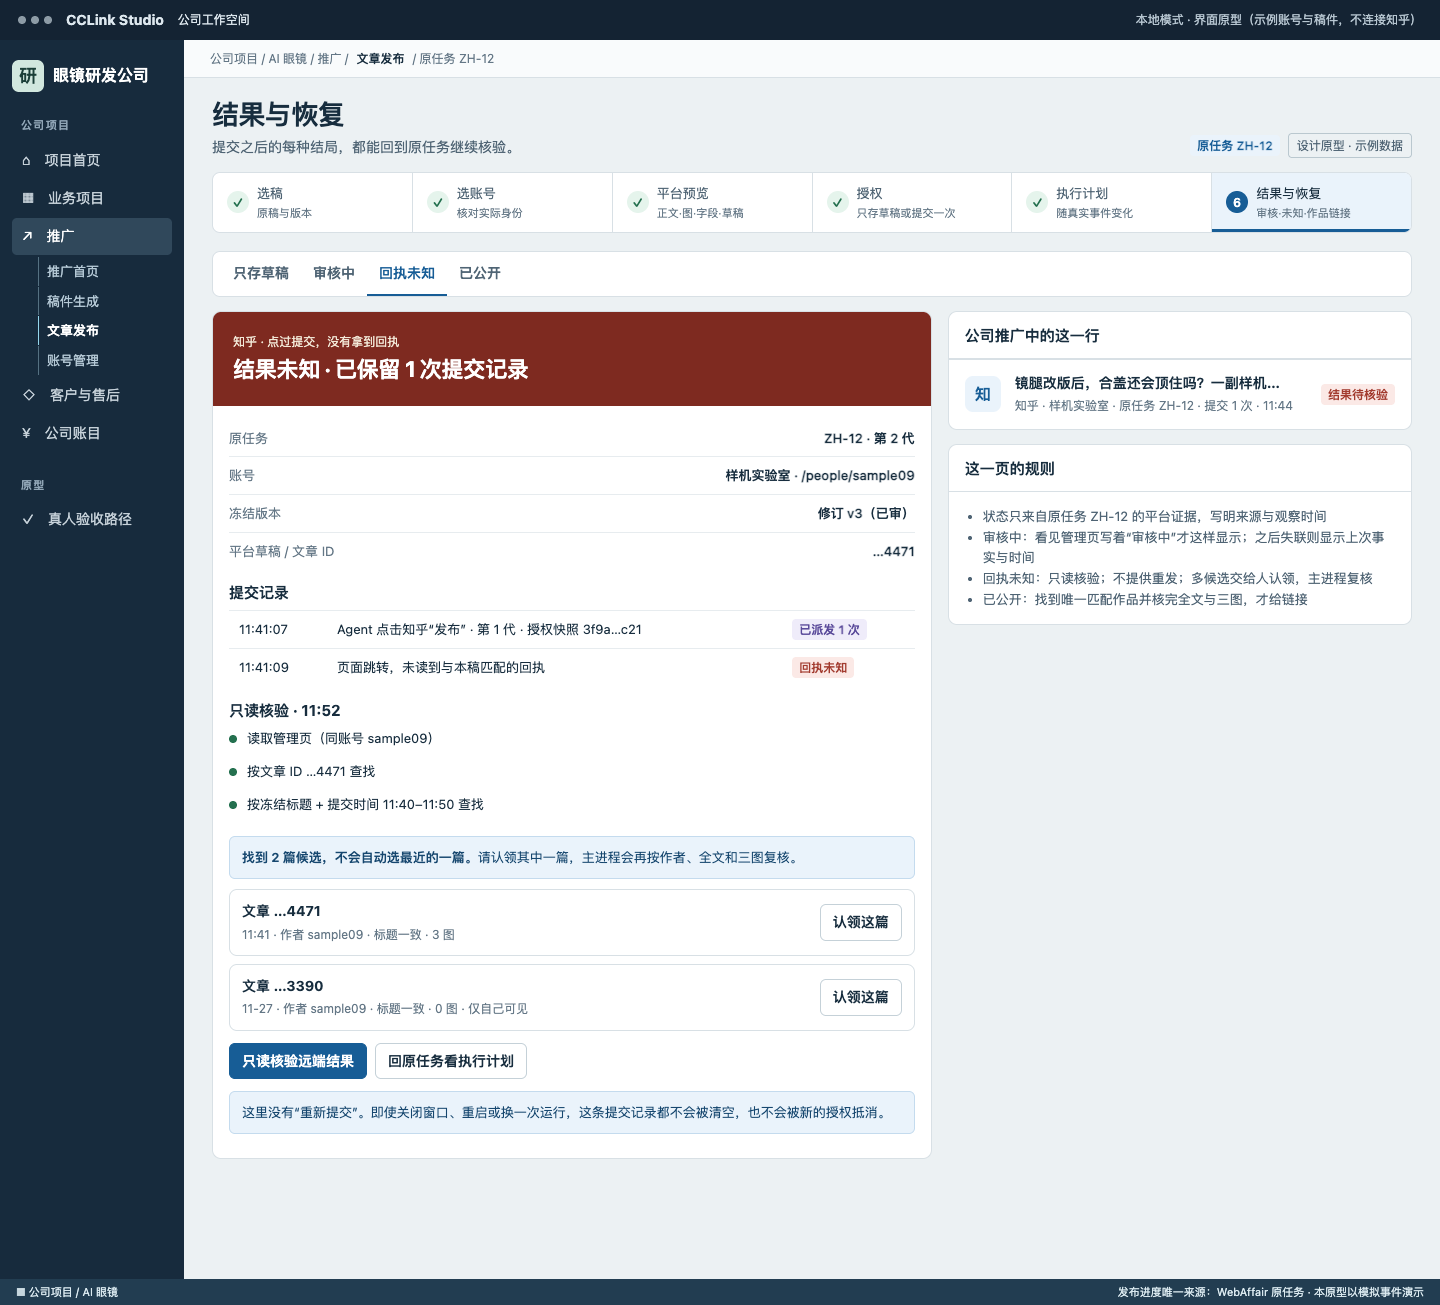 CCLink Studio 公司工作空间 本地模式 · 界面原型（示例账号与稿件，不连接知乎）
研 眼镜研发公司
公司项目
项目首页
业务项目
推广
推广首页
稿件生成
文章发布
账号管理
客户与售后
¥ 公司账目
原型
真人验收路径
公司项目 / AI 眼镜 / 推广 / 文章发布 / 原任务 ZH-12
结果与恢复
提交之后的每种结局，都能回到原任务继续核验。
原任务 ZH-12 设计原型 · 示例数据
选稿
原稿与版本
选账号
核对实际身份
平台预览
正文·图·字段·草稿
授权
只存草稿或提交一次
执行计划
随真实事件变化
6 结果与恢复
审核·未知·作品链接
只存草稿 审核中 回执未知 已公开
知乎 · 点过提交，没有拿到回执
结果未知 · 已保留 1 次提交记录
原任务 ZH-12 · 第 2 代
账号 样机实验室 · /people/sample09
冻结版本 修订 v3（已审）
平台草稿 / 文章 ID …4471
提交记录
11:41:07 Agent 点击知乎“发布” · 第 1 代 · 授权快照 3f9a…c21 已派发 1 次
11:41:09 页面跳转，未读到与本稿匹配的回执 回执未知
只读核验 · 11:52
读取管理页（同账号 sample09）
按文章 ID …4471 查找
按冻结标题 + 提交时间 11:40–11:50 查找
找到 2 篇候选，不会自动选最近的一篇。请认领其中一篇，主进程会再按作者、全文和三图复核。
文章 …4471
11:41 · 作者 sample09 · 标题一致 · 3 图
认领这篇
文章 …3390
11-27 · 作者 sample09 · 标题一致 · 0 图 · 仅自己可见
认领这篇
只读核验远端结果 回原任务看执行计划
这里没有“重新提交”。即使关闭窗口、重启或换一次运行，这条提交记录都不会被清空，也不会被新的授权抵消。
公司推广中的这一行
知 镜腿改版后，合盖还会顶住吗？一副样机…
知乎 · 样机实验室 · 原任务 ZH-12 · 提交 1 次 · 11:44
结果待核验
这一页的规则
• 状态只来自原任务 ZH-12 的平台证据，写明来源与观察时间
• 审核中：看见管理页写着“审核中”才这样显示；之后失联则显示上次事
实与时间
• 回执未知：只读核验；不提供重发；多候选交给人认领，主进程复核
• 已公开：找到唯一匹配作品并核完全文与三图，才给链接
公司项目 / AI 眼镜 发布进度唯一来源：WebAffair 原任务 · 本原型以模拟事件演示